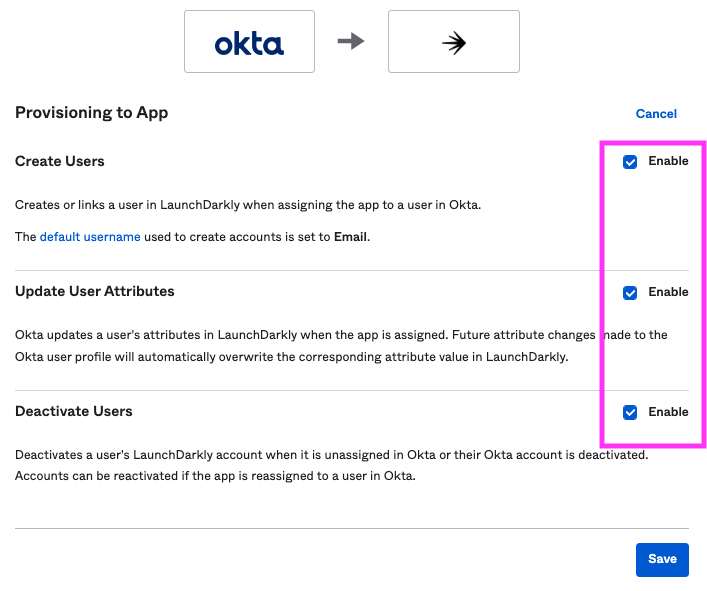 okta
Provisioning to App
Cancel
Create Users
Enable
Creates or links a user in LaunchDarkly when assigning the app to a user in Okta.
The default username used to create accounts is set to Email.
Update User Attributes
Enable
Okta updates a user's attributes in LaunchDarkly when the app is assigned. Future attribute changes made to the
Okta user profile will automatically overwrite the corresponding attribute value in LaunchDarkly.
Deactivate Users
Enable
Deactivates a user's LaunchDarkly account when it is unassigned in Okta or their Okta account is deactivated.
Accounts can be reactivated if the app is reassigned to a user in Okta.
Save